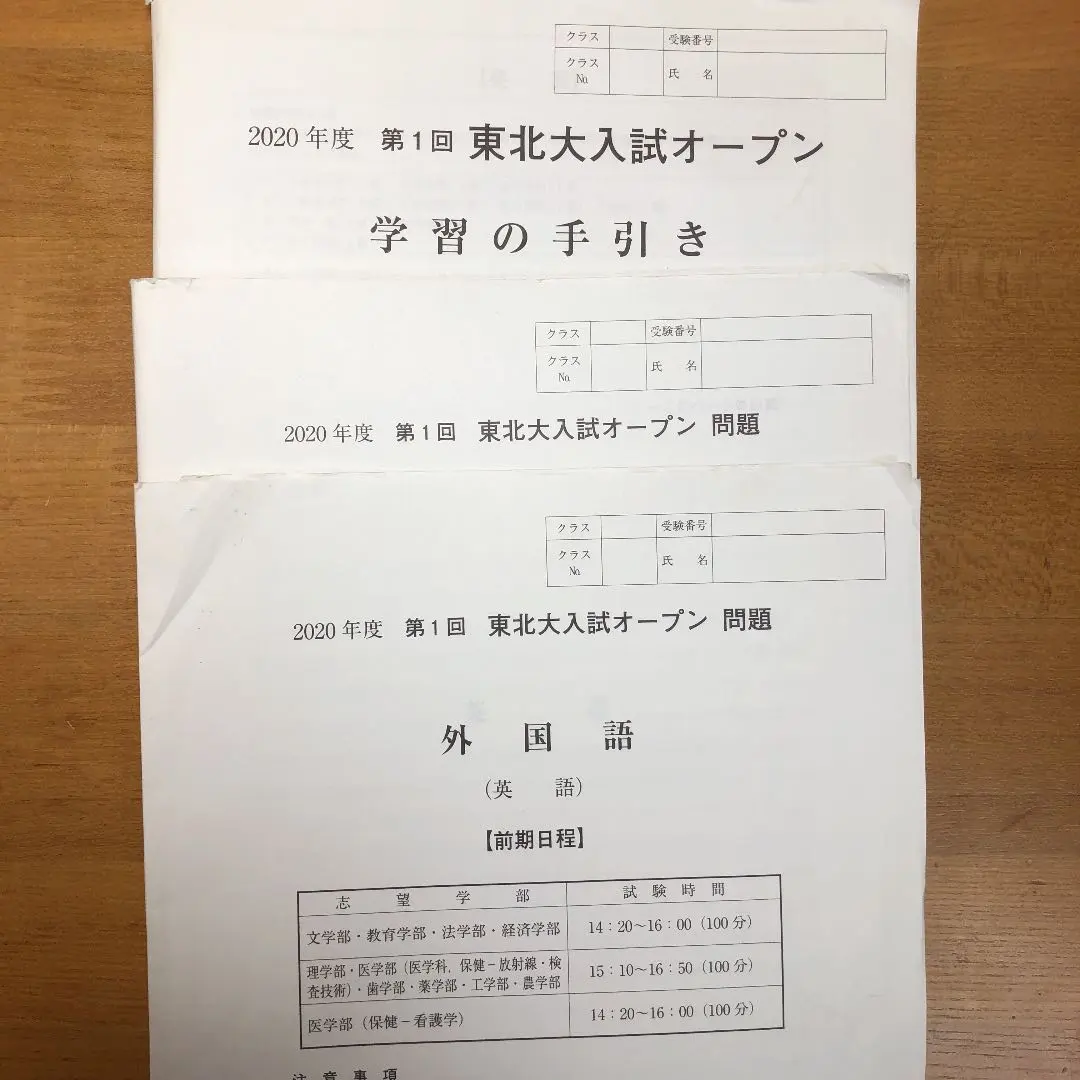 クラス 受験番号
クラス No. 氏 名
2020年度 第1回 東北大入試オープン
学習の手引き
クラス 受験番号
クラス No. 氏 名
2020年度 第1回 東北大入試オープン 問題
クラス 受験番号
クラス No. 氏 名
2020年度 第1回 東北大入試オープン 問題
外国語
（英 語）
【前期日程】
志望学部 試験時間
文学部・教育学部・法学部・経済学部 14：20〜16：00（100分）
理学部・医学部（医学科，保健－放射線・検
査技術）・歯学部・薬学部・工学部・農学部 15：10〜16：50（100分）
医学部（保健－看護学） 14：20〜16：00（100分）
注意事項